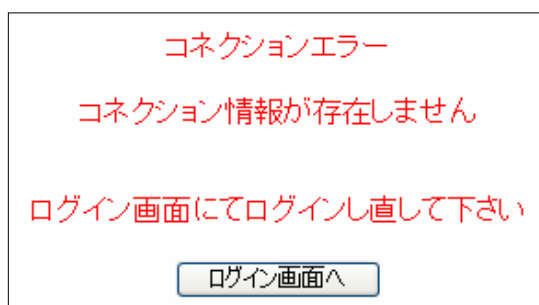 コネクションエラー
コネクション情報が存在しません
ログイン画面にてログインし直して下さい
ログイン画面へ